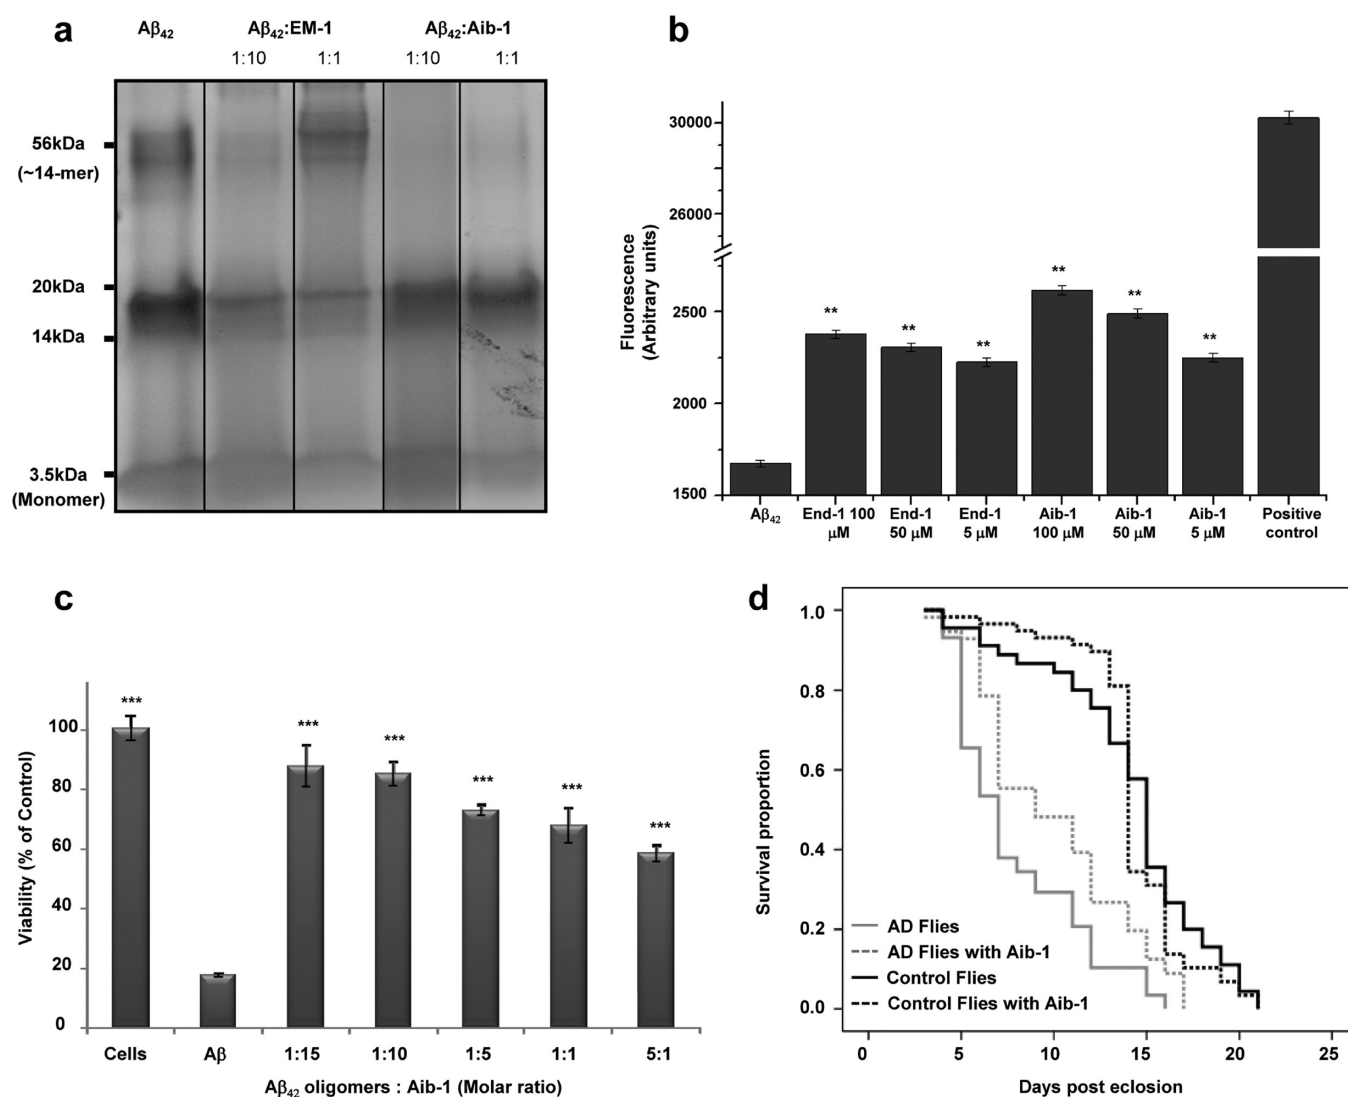 a
Aβ42 Aβ42:EM-1 Aβ42:Aib-1
1:10 1:1 1:10 1:1
56kDa
(~14-mer)
20kDa
14kDa
3.5kDa
(Monomer)
b
Fluorescence
(Arbitrary units)
30000
26000
2500
2000
1500
** ** ** ** ** **
Aβ42 End-1 100 End-1 End-1 Aib-1 Aib-1 Aib-1 Positive
μM 50 μM 5 μM 100 μM 50 μM 5 μM control
c
Viability (% of Control)
100
80
60
40
20
0
*** *** *** *** *** ***
Cells Aβ 1:15 1:10 1:5 1:1 5:1
Aβ42 oligomers : Aib-1 (Molar ratio)
d
Survival proportion
1.0
0.8
0.6
0.4
0.2
0.0
AD Flies
AD Flies with Aib-1
Control Flies
Control Flies with Aib-1
0 5 10 15 20 25
Days post eclosion